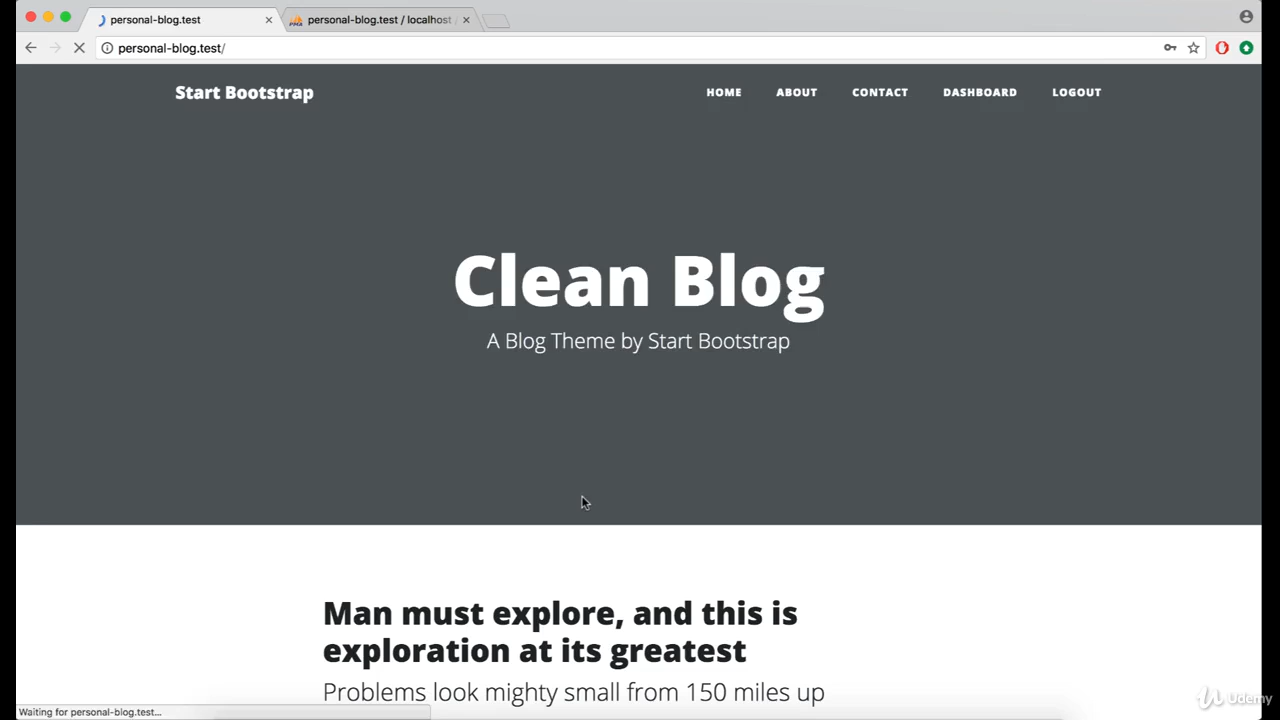 personal-blog.test
personal-blog.test / localhost /
personal-blog.test/
Start Bootstrap
HOME
ABOUT
CONTACT
DASHBOARD
LOGOUT
Clean Blog
A Blog Theme by Start Bootstrap
Man must explore, and this is
exploration at its greatest
Problems look mighty small from 150 miles up
Waiting for personal-blog.test...
Udemy